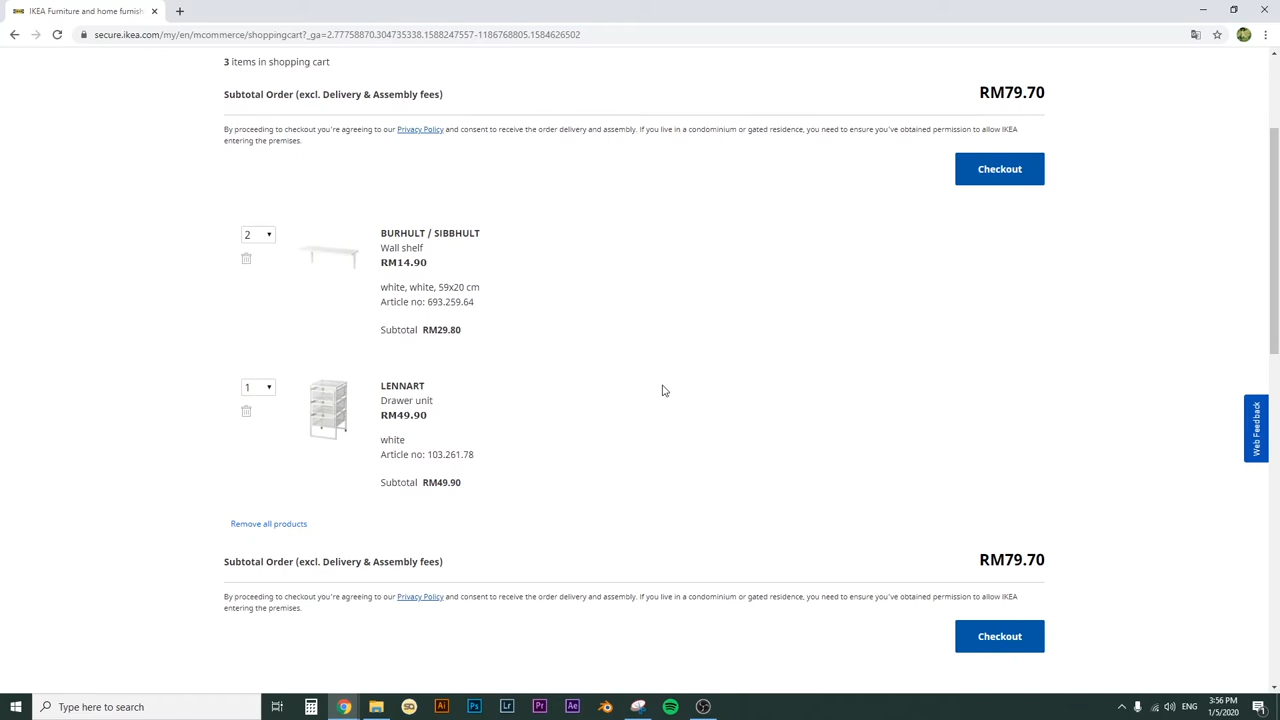 IKEA Furniture and home furnish
secure.ikea.com/my/en/mcommerce/shoppingcart?_ga=2.77758870.304735338.1588247557-1186768805.1584626502
3 items in shopping cart
Subtotal Order (excl. Delivery & Assembly fees) RM79.70
By proceeding to checkout you're agreeing to our Privacy Policy and consent to receive the order delivery and assembly. If you live in a condominium or gated residence, you need to ensure you've obtained permission to allow IKEA
entering the premises.
Checkout
2
BURHULT / SIBBHULT
Wall shelf
RM14.90
white, white, 59x20 cm
Article no: 693.259.64
Subtotal RM29.80
1
LENNART
Drawer unit
RM49.90
white
Article no: 103.261.78
Subtotal RM49.90
Web Feedback
Remove all products
Subtotal Order (excl. Delivery & Assembly fees) RM79.70
By proceeding to checkout you're agreeing to our Privacy Policy and consent to receive the order delivery and assembly. If you live in a condominium or gated residence, you need to ensure you've obtained permission to allow IKEA
entering the premises.
Checkout
Type here to search
Ai
Ps
Lr
Pr
Ae
ENG
3:56 PM
1/5/2020